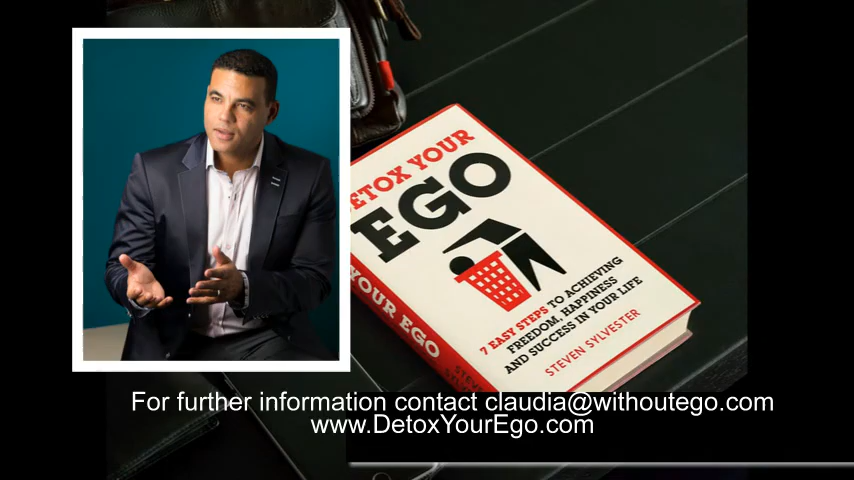 ETOX YOUR
EGO
7 EASY STEPS TO ACHIEVING
FREEDOM, HAPPINESS
AND SUCCESS IN YOUR LIFE
STEVEN SYLVESTER
YOUR EGO
For further information contact claudia@withoutego.com
www.DetoxYourEgo.com